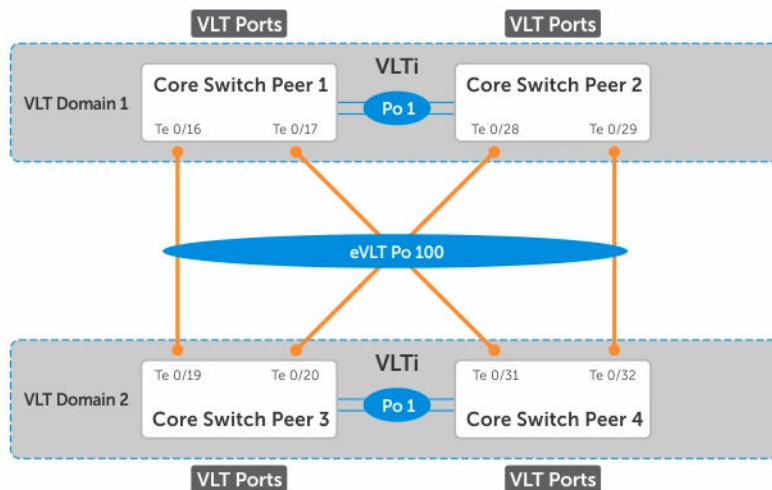 VLT Ports
VLT Ports
VLTi
Core Switch Peer 1
Core Switch Peer 2
VLT Domain 1
Po 1
Te 0/16
Te 0/17
Te 0/28
Te 0/29
eVLT Po 100
VLTi
Te 0/19
Te 0/20
Te 0/31
Te 0/32
VLT Domain 2
Po 1
Core Switch Peer 3
Core Switch Peer 4
VLT Ports
VLT Ports